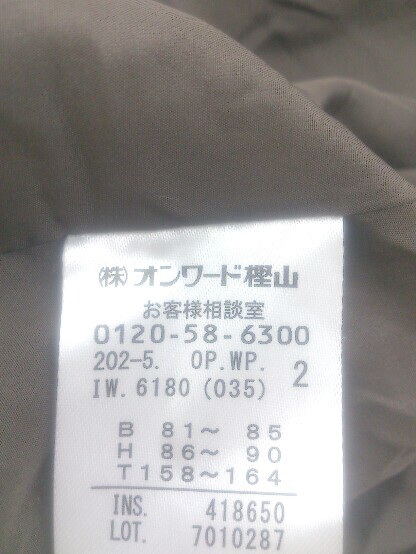 (株)オンワード樫山
お客様相談室
0120-58-6300
202-5. OP.WP. 2
IW. 6180 (035)
B 81〜 85
H 86〜 90
T 158〜164
INS. 418650
LOT. 7010287